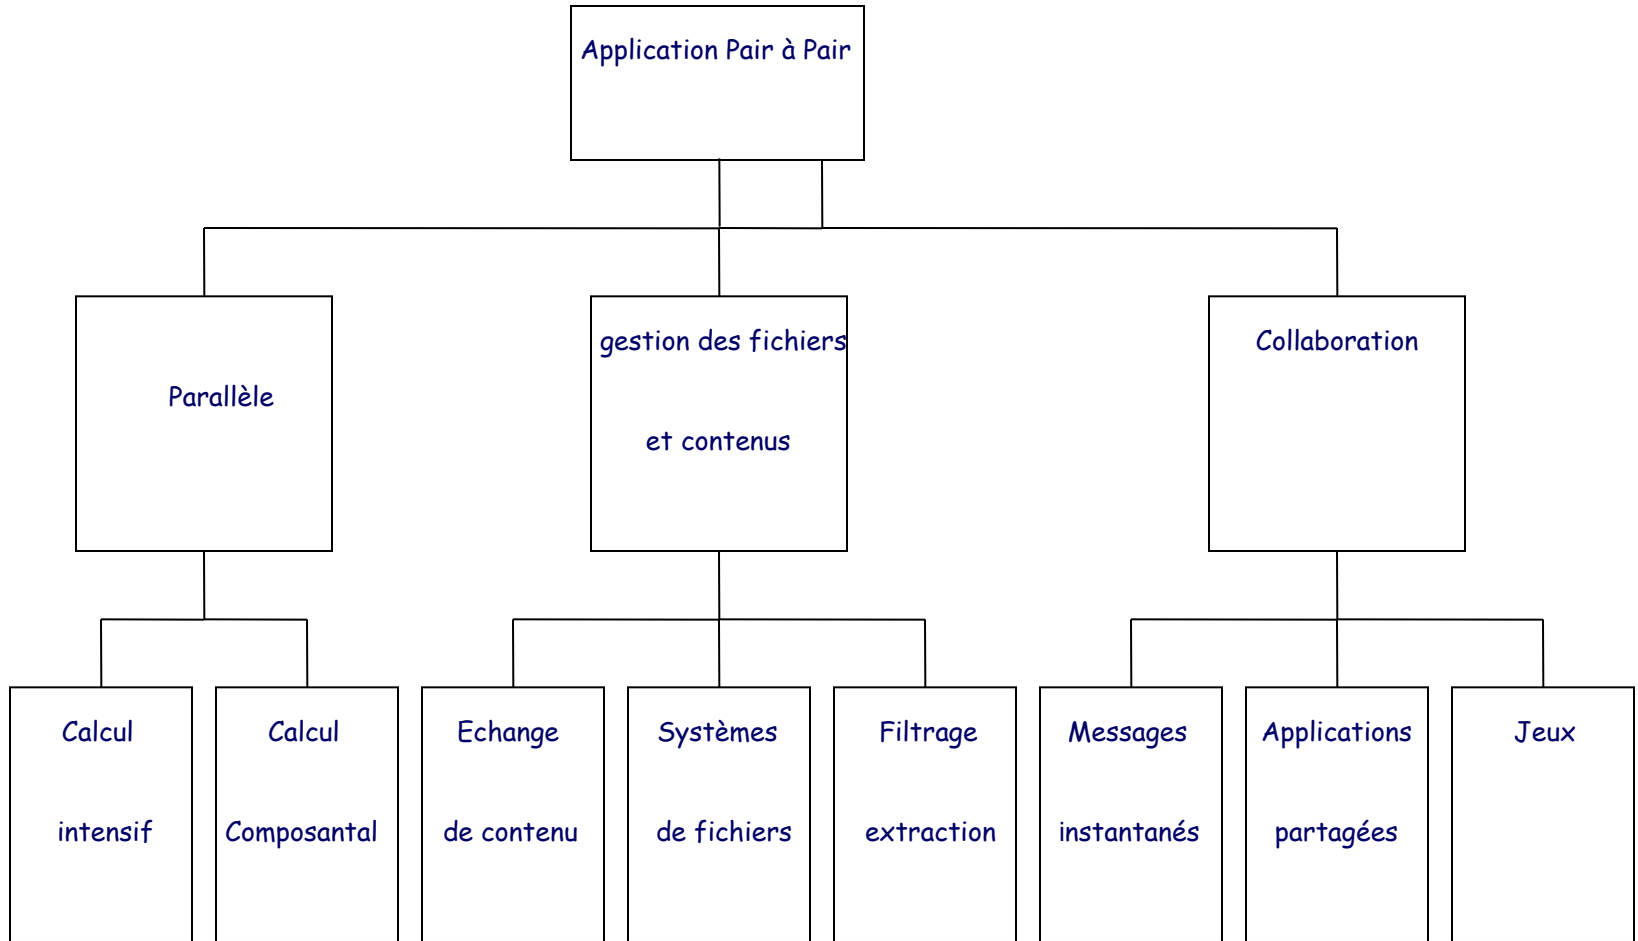 Application Pair à Pair
Parallèle
gestion des fichiers
et contenus
Collaboration
Calcul
intensif
Calcul
Composantal
Echange
de contenu
Systèmes
de fichiers
Filtrage
extraction
Messages
instantanés
Applications
partagées
Jeux